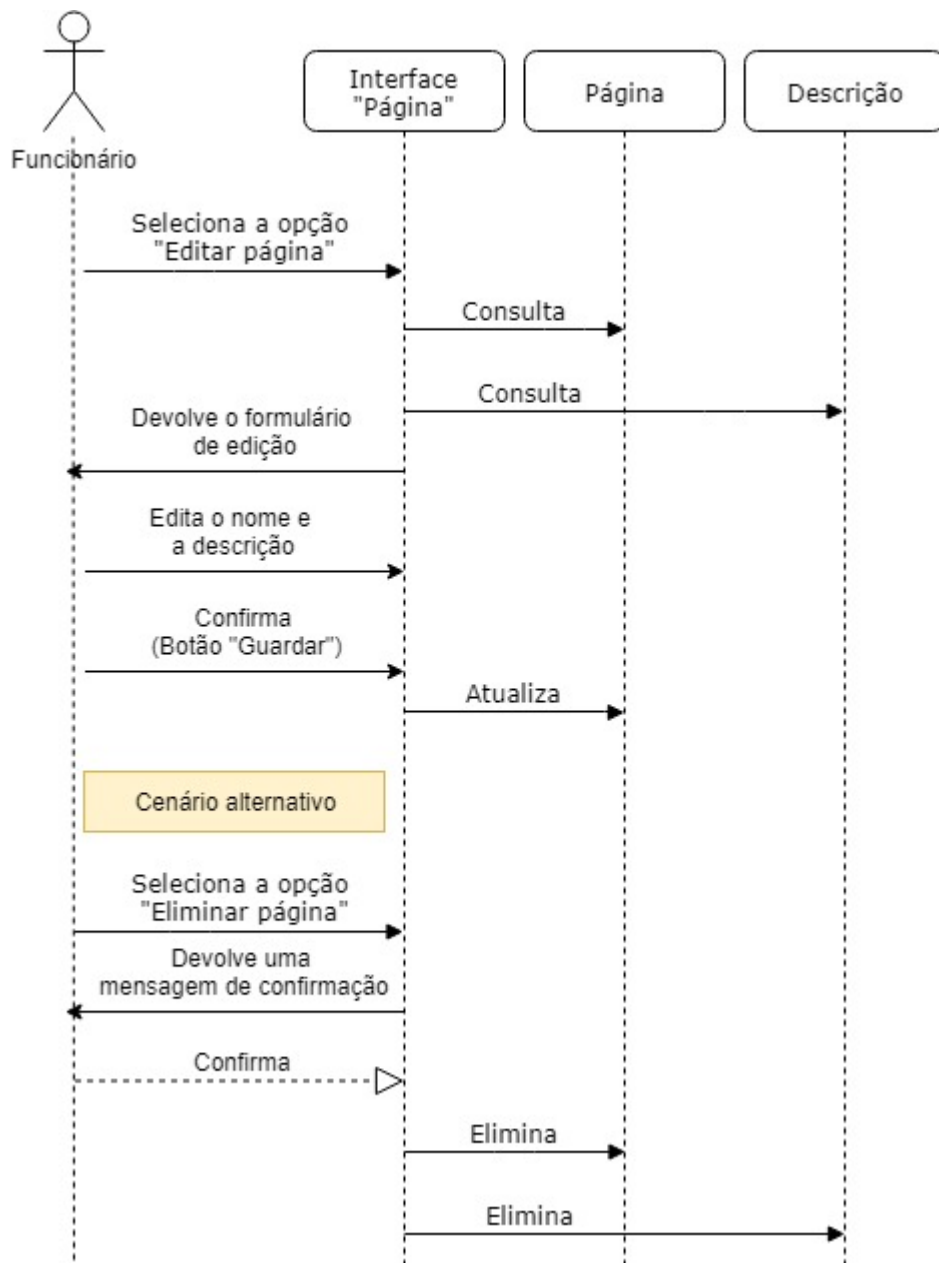 Interface
"Página"
Página
Descrição
Funcionário
Seleciona a opção
"Editar página"
Consulta
Consulta
Devolve o formulário
de edição
Edita o nome e
a descrição
Confirma
(Botão "Guardar")
Atualiza
Cenário alternativo
Seleciona a opção
"Eliminar página"
Devolve uma
mensagem de confirmação
Confirma
Elimina
Elimina